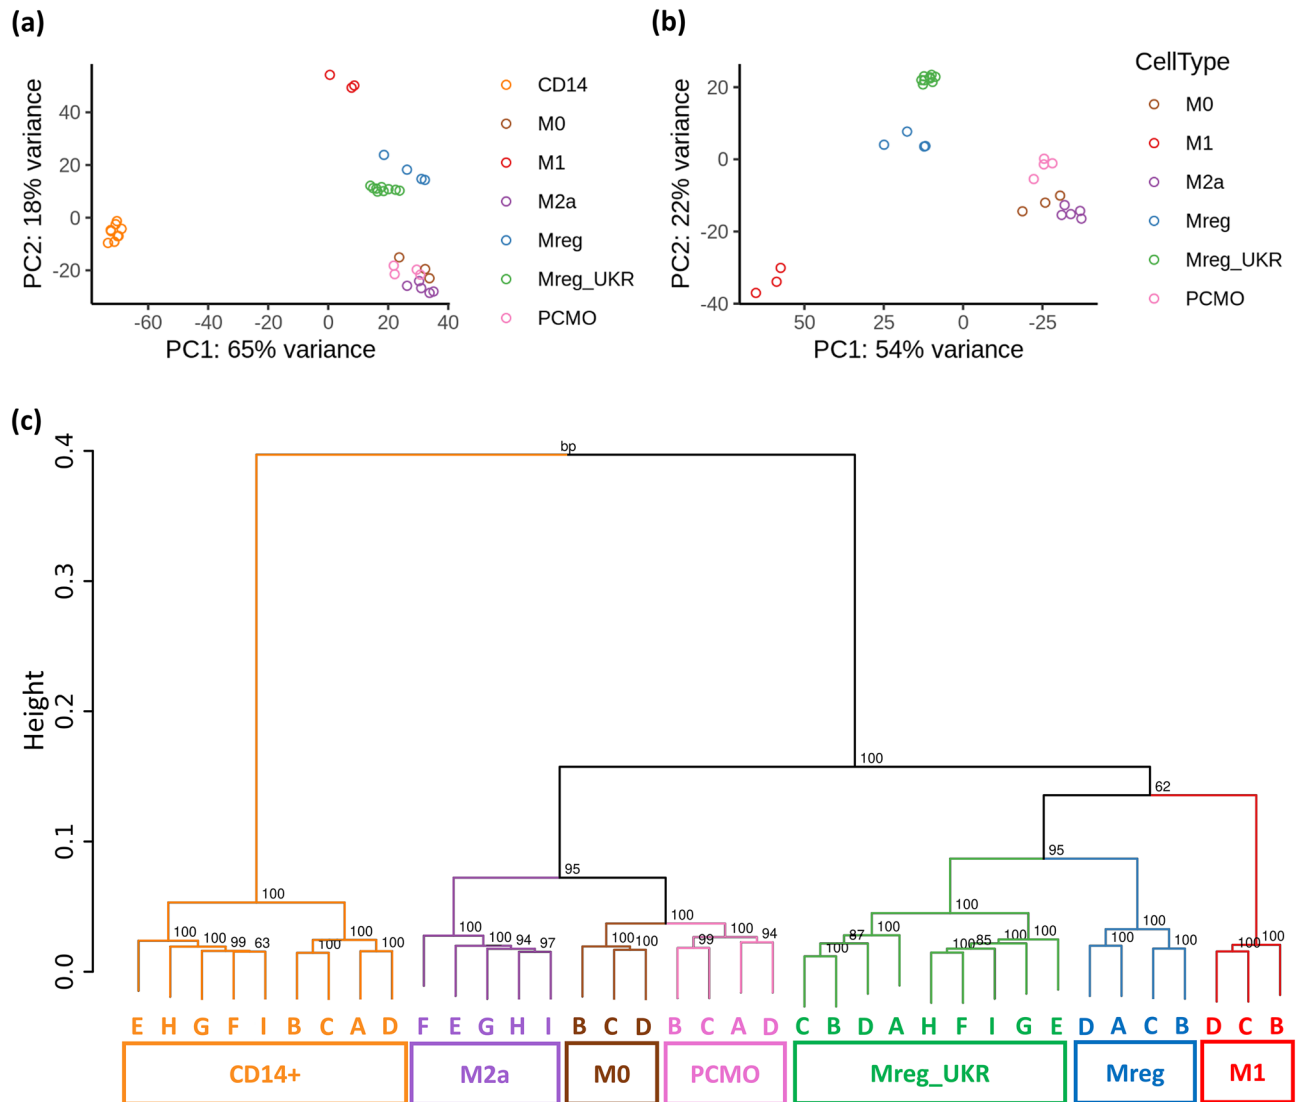 (a)
PC2: 18% variance
40
20
0
-20
-60
-40
-20
0
20
40
PC1: 65% variance
CD14
M0
M1
M2a
Mreg
Mreg_UKR
PCMO
(b)
PC2: 22% variance
20
0
-20
-40
50
25
0
-25
PC1: 54% variance
CellType
M0
M1
M2a
Mreg
Mreg_UKR
PCMO
(c)
Height
0.4
0.3
0.2
0.1
0.0
bp
100
62
95
95
100
100
100
100
99
63
100
100
100
100
100
94
97
100
100
100
99
100
94
100
87
100
100
85
100
100
100
100
100
100
100
E H G F I B C A D F E G H I B C D B C A D C B D A H F I G E D A C B D C B
CD14+
M2a
M0
PCMO
Mreg_UKR
Mreg
M1